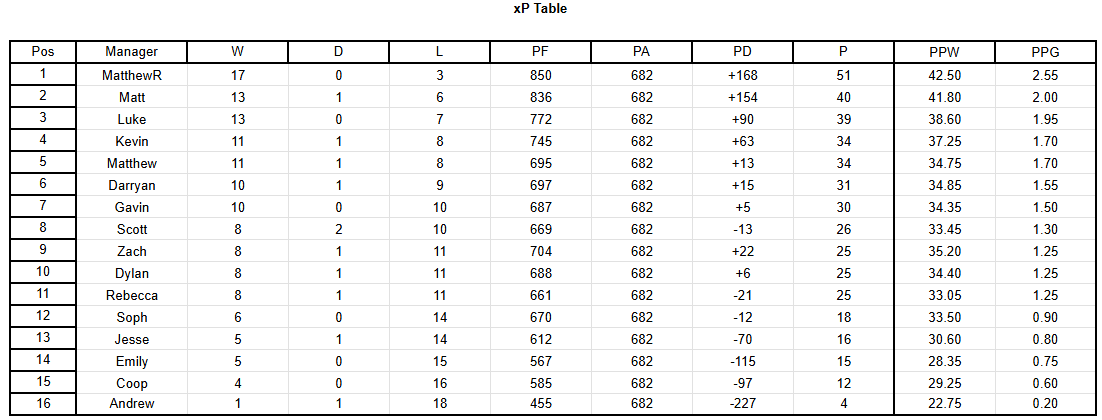 xP Table
Pos Manager W D L PF PA PD P PPW PPG
1 MatthewR 17 0 3 850 682 +168 51 42.50 2.55
2 Matt 13 1 6 836 682 +154 40 41.80 2.00
3 Luke 13 0 7 772 682 +90 39 38.60 1.95
4 Kevin 11 1 8 745 682 +63 34 37.25 1.70
5 Matthew 11 1 8 695 682 +13 34 34.75 1.70
6 Darryan 10 1 9 697 682 +15 31 34.85 1.55
7 Gavin 10 0 10 687 682 +5 30 34.35 1.50
8 Scott 8 2 10 669 682 -13 26 33.45 1.30
9 Zach 8 1 11 704 682 +22 25 35.20 1.25
10 Dylan 8 1 11 688 682 +6 25 34.40 1.25
11 Rebecca 8 1 11 661 682 -21 25 33.05 1.25
12 Soph 6 0 14 670 682 -12 18 33.50 0.90
13 Jesse 5 1 14 612 682 -70 16 30.60 0.80
14 Emily 5 0 15 567 682 -115 15 28.35 0.75
15 Coop 4 0 16 585 682 -97 12 29.25 0.60
16 Andrew 1 1 18 455 682 -227 4 22.75 0.20